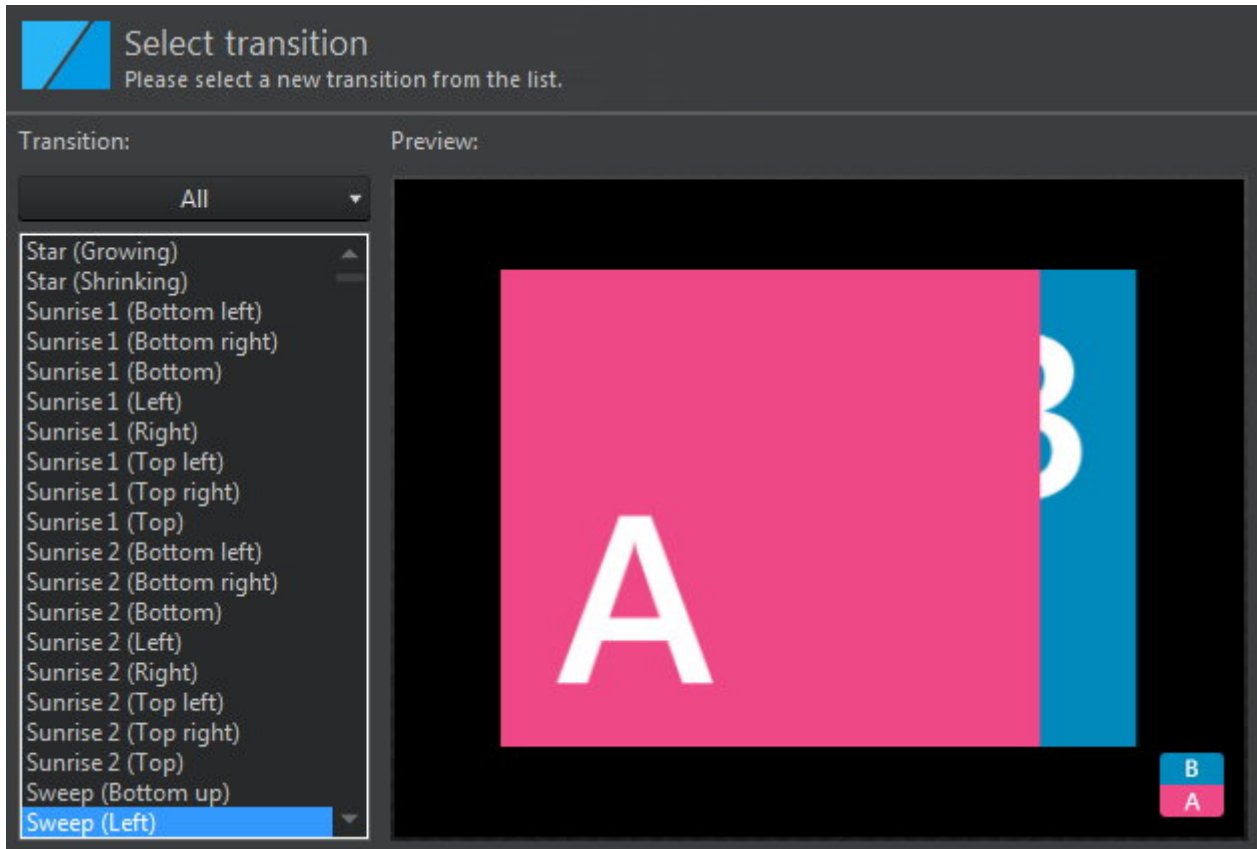 Select transition
Please select a new transition from the list.
Transition:
Preview:
All
Star (Growing)
Star (Shrinking)
Sunrise 1 (Bottom left)
Sunrise 1 (Bottom right)
Sunrise 1 (Bottom)
Sunrise 1 (Left)
Sunrise 1 (Right)
Sunrise 1 (Top left)
Sunrise 1 (Top right)
Sunrise 1 (Top)
Sunrise 2 (Bottom left)
Sunrise 2 (Bottom right)
Sunrise 2 (Bottom)
Sunrise 2 (Left)
Sunrise 2 (Right)
Sunrise 2 (Top left)
Sunrise 2 (Top right)
Sunrise 2 (Top)
Sweep (Bottom up)
Sweep (Left)
B
A
B
A